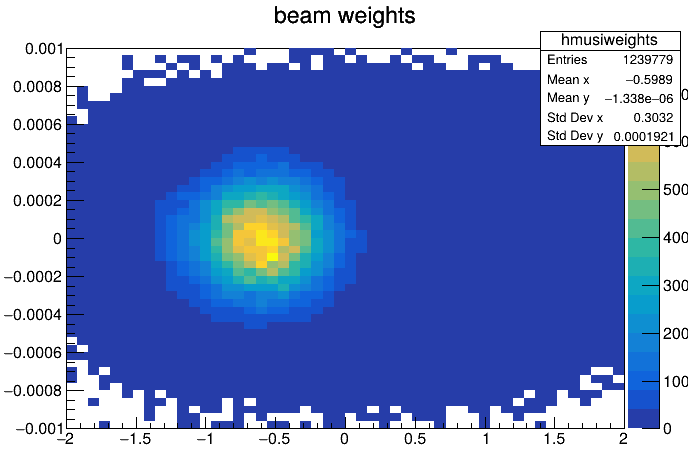 beam weights
hmusiweights
Entries 1239779
Mean x −0.5989
Mean y −1.338e−06
Std Dev x 0.3032
Std Dev y 0.0001921
0.001
0.0008
0.0006
0.0004
0.0002
0
−0.0002
−0.0004
−0.0006
−0.0008
−0.001
−2 −1.5 −1 −0.5 0 0.5 1 1.5 2
500
400
300
200
100
0